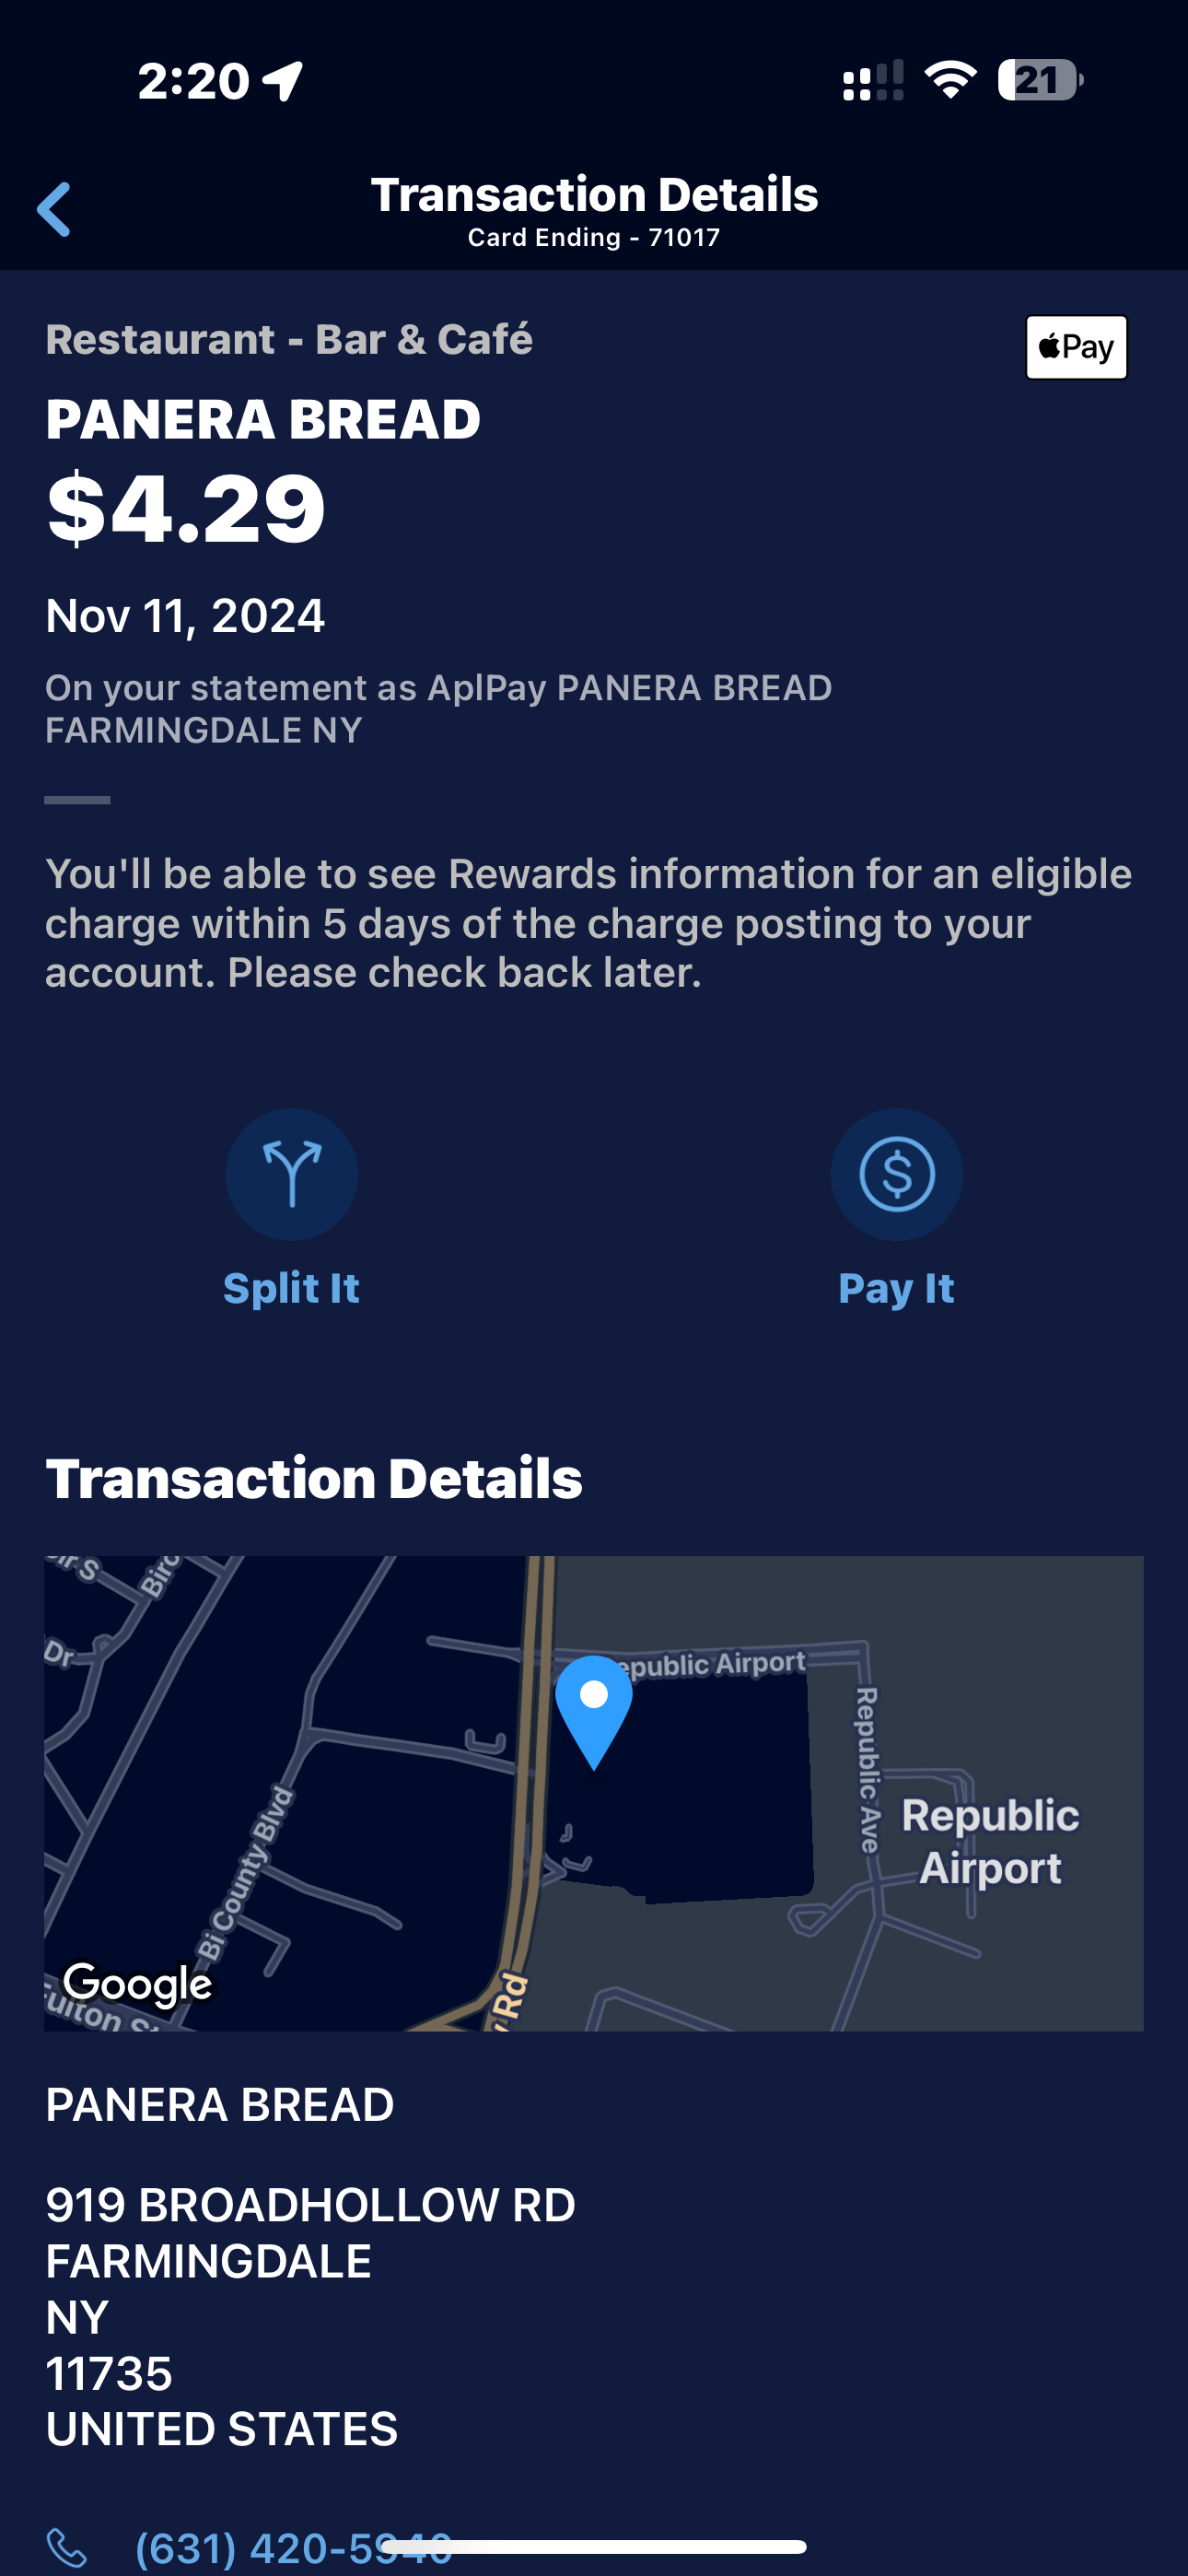 2:20
21
Transaction Details
Card Ending - 71017
Restaurant - Bar & Café
Pay
PANERA BREAD
$4.29
Nov 11, 2024
On your statement as AplPay PANERA BREAD
FARMINGDALE NY
You'll be able to see Rewards information for an eligible
charge within 5 days of the charge posting to your
account. Please check back later.
Split It
Pay It
Transaction Details
Dr
epublic Airport
Republic Ave
Republic
Airport
Bi County Blvd
Google
Rd
PANERA BREAD
919 BROADHOLLOW RD
FARMINGDALE
NY
11735
UNITED STATES
(631) 420-5940